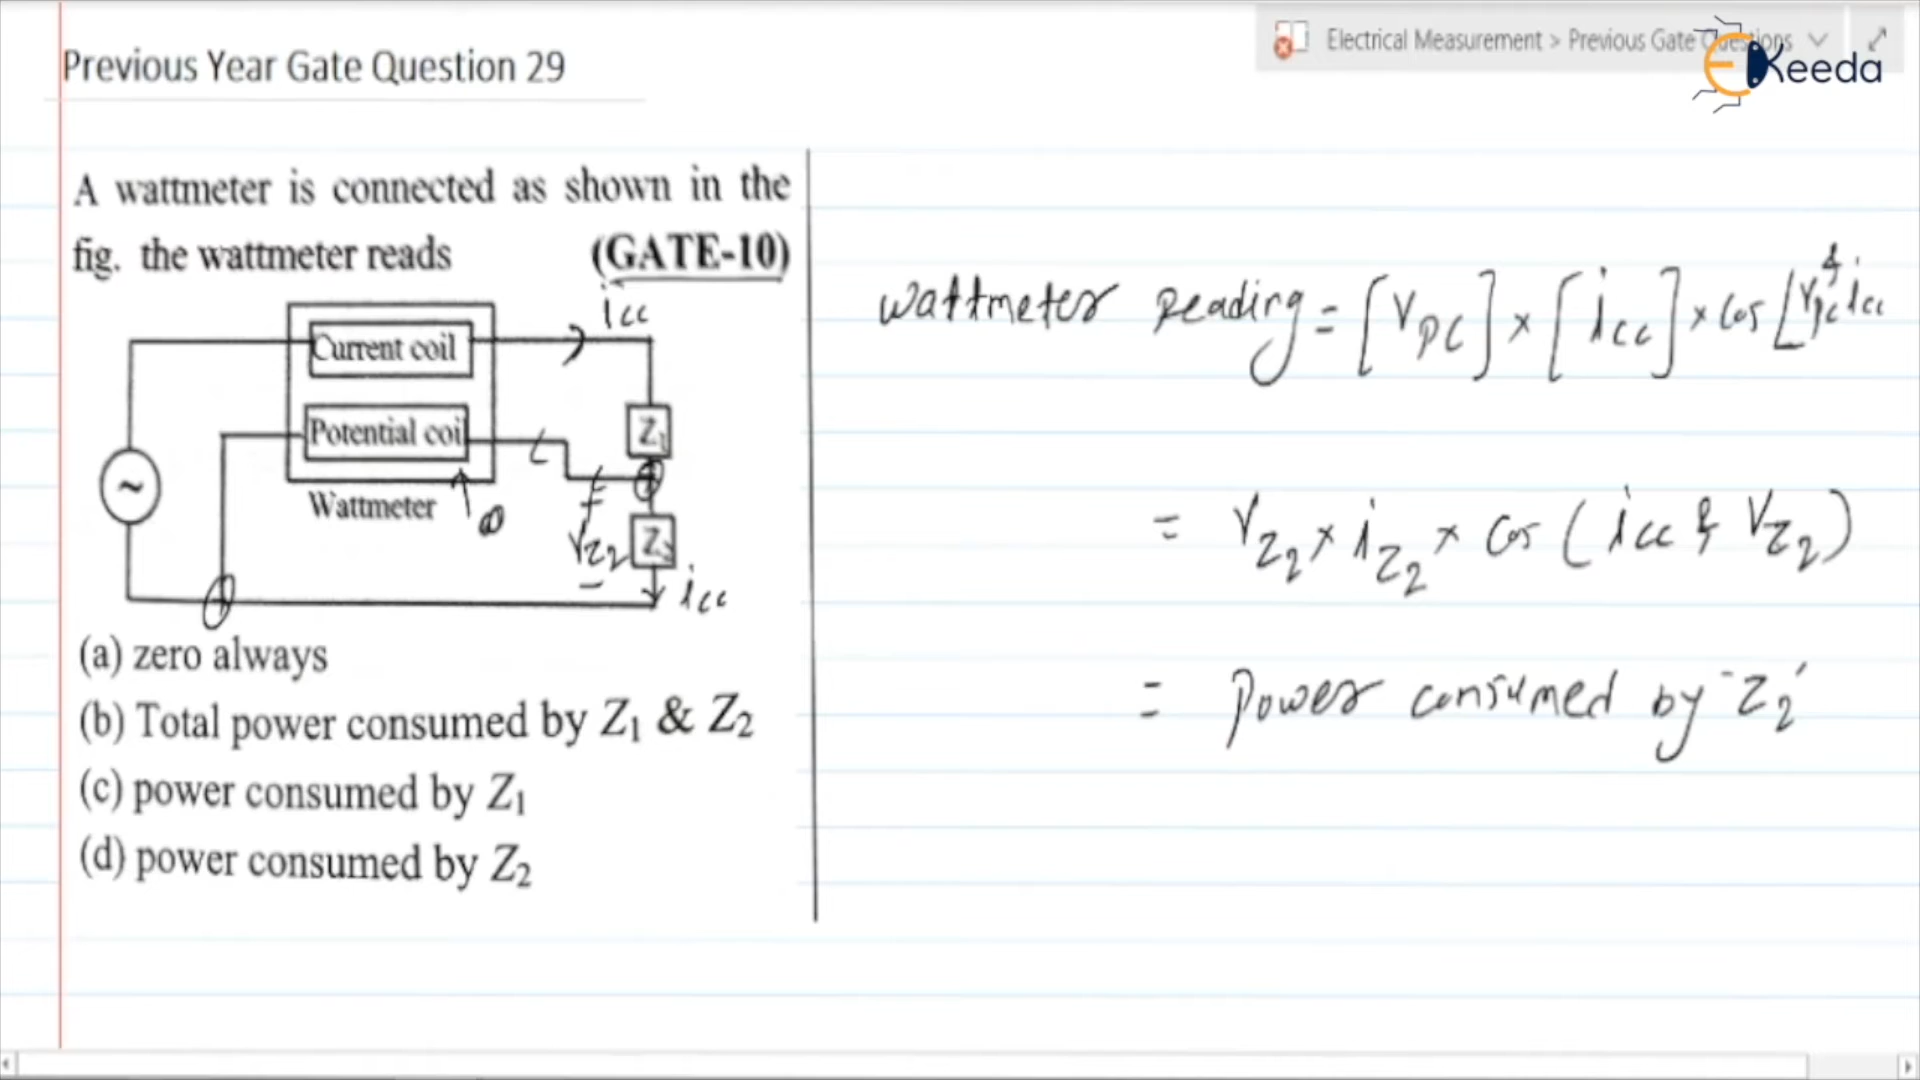 Previous Year Gate Question 29
Electrical Measurement > Previous Gate Questions
EKeeda
A wattmeter is connected as shown in the
fig. the wattmeter reads (GATE-10)
icc
Current coil
Potential coil
Wattmeter
Z1
Z2
VZ2
icc
(a) zero always
(b) Total power consumed by Z1 & Z2
(c) power consumed by Z1
(d) power consumed by Z2
wattmeter reading = [VPC] × [icc] × cos ∠Vpc & icc
= VZ2 × iZ2 × cos (icc & VZ2)
= Power consumed by 'Z2'